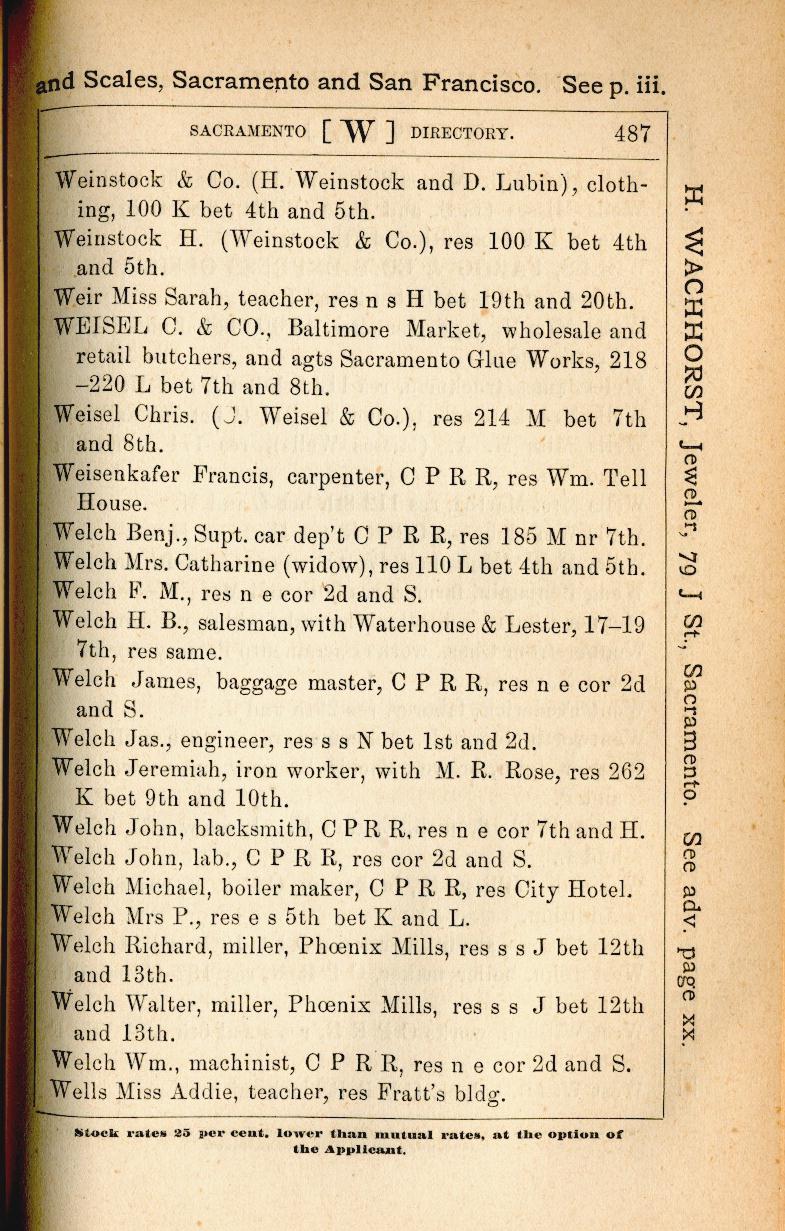 and Scales, Sacramento and San Francisco. See p. iii.
SACRAMENTO [ W ] DIRECTORY. 487
Weinstock & Co. (H. Weinstock and D. Lubin), cloth-
ing, 100 K bet 4th and 5th.
Weinstock H. (Weinstock & Co.), res 100 K bet 4th
and 5th.
Weir Miss Sarah, teacher, res n s H bet 19th and 20th.
WEISEL C. & CO., Baltimore Market, wholesale and
retail butchers, and agts Sacramento Glue Works, 218
–220 L bet 7th and 8th.
Weisel Chris. (J. Weisel & Co.), res 214 M bet 7th
and 8th.
Weisenkafer Francis, carpenter, C P R R, res Wm. Tell
House.
Welch Benj., Supt. car dep't C P R R, res 185 M nr 7th.
Welch Mrs. Catharine (widow), res 110 L bet 4th and 5th.
Welch F. M., res n e cor 2d and S.
Welch H. B., salesman, with Waterhouse & Lester, 17–19
7th, res same.
Welch James, baggage master, C P R R, res n e cor 2d
and S.
Welch Jas., engineer, res s s N bet 1st and 2d.
Welch Jeremiah, iron worker, with M. R. Rose, res 262
K bet 9th and 10th.
Welch John, blacksmith, C P R R, res n e cor 7th and H.
Welch John, lab., C P R R, res cor 2d and S.
Welch Michael, boiler maker, C P R R, res City Hotel.
Welch Mrs P., res e s 5th bet K and L.
Welch Richard, miller, Phœnix Mills, res s s J bet 12th
and 13th.
Welch Walter, miller, Phœnix Mills, res s s J bet 12th
and 13th.
Welch Wm., machinist, C P R R, res n e cor 2d and S.
Wells Miss Addie, teacher, res Fratt's bldg.
Stock rates 25 per cent. lower than mutual rates, at the option of
the Applicant.
H. WACHHORST, Jeweler, 79 J St., Sacramento. See adv. page xx.